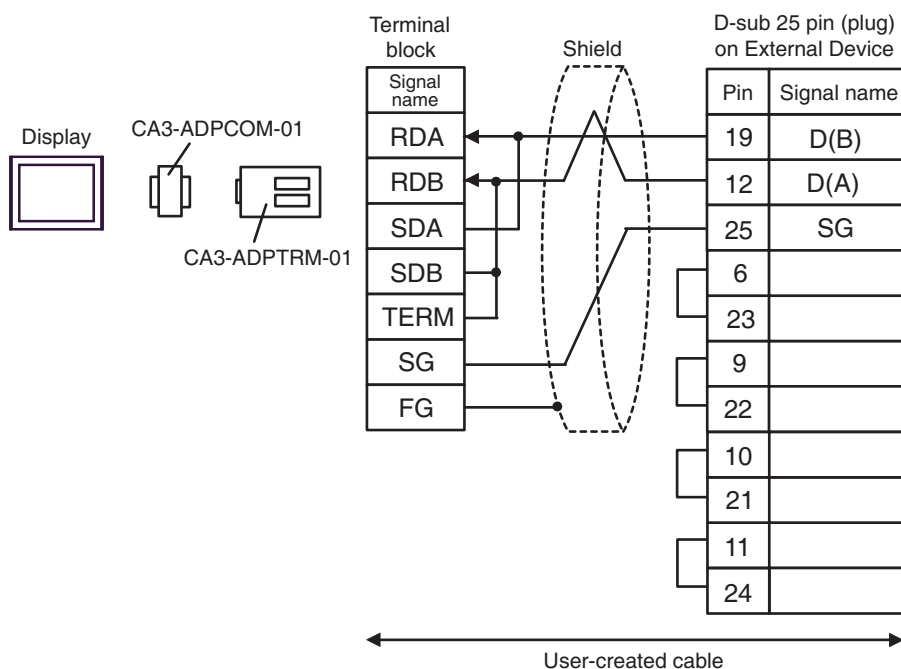 Display
CA3-ADPCOM-01
CA3-ADPTRM-01
Terminal
block
Signal
name
RDA
RDB
SDA
SDB
TERM
SG
FG
Shield
D-sub 25 pin (plug)
on External Device
Pin Signal name
19 D(B)
12 D(A)
25 SG
6
23
9
22
10
21
11
24
User-created cable